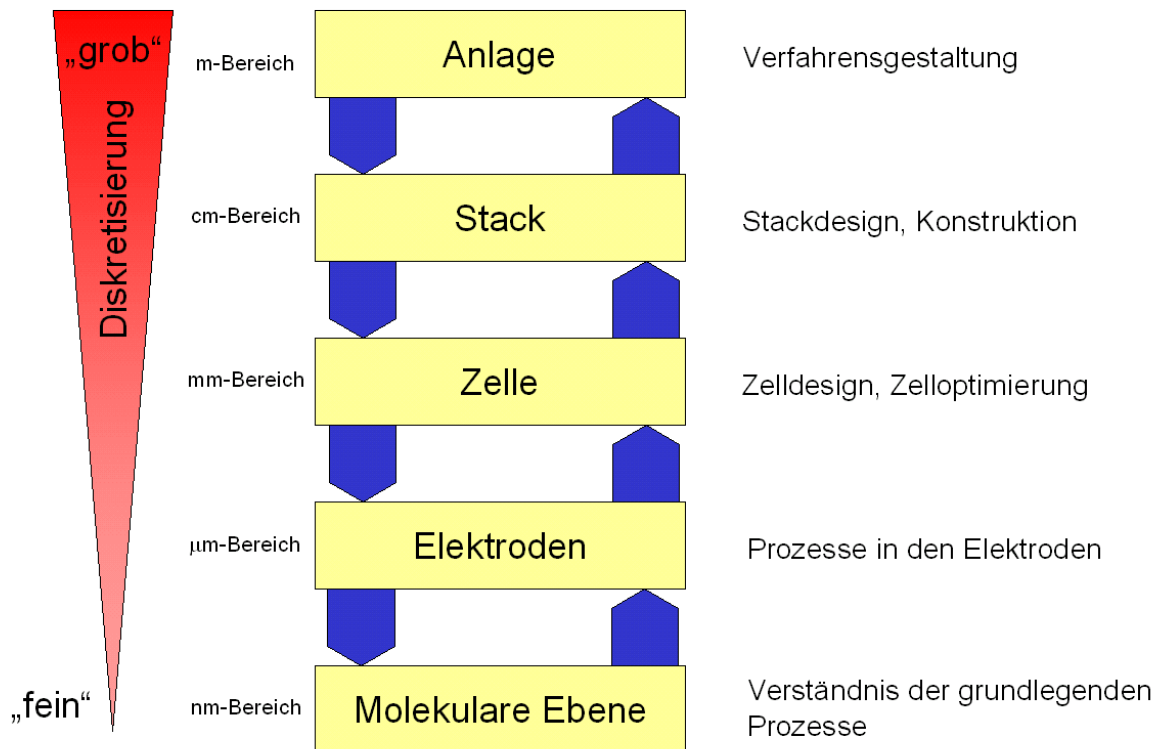 „grob“
Diskretisierung
„fein“
m-Bereich
Anlage
Verfahrensgestaltung
cm-Bereich
Stack
Stackdesign, Konstruktion
mm-Bereich
Zelle
Zelldesign, Zelloptimierung
μm-Bereich
Elektroden
Prozesse in den Elektroden
nm-Bereich
Molekulare Ebene
Verständnis der grundlegenden
Prozesse